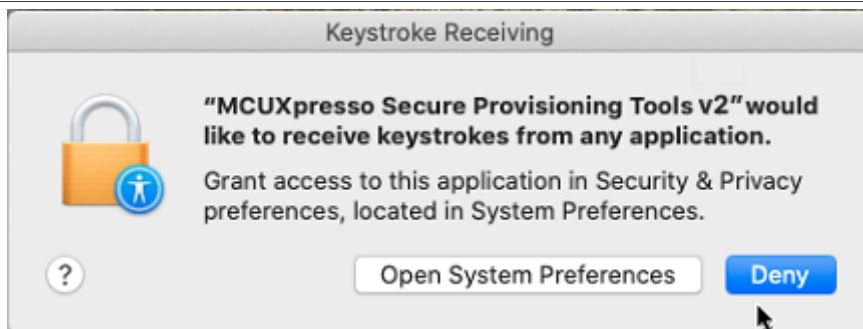 Keystroke Receiving
“MCUXpresso Secure Provisioning Tools v2” would
like to receive keystrokes from any application.
Grant access to this application in Security & Privacy
preferences, located in System Preferences.
? Open System Preferences Deny